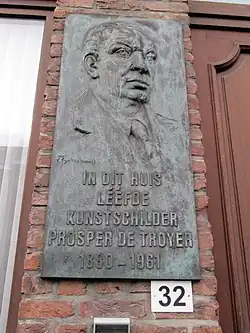 IN DIT HUIS
LEEFDE
KUNSTSCHILDER
PROSPER DE TROYER
1880-1961
32